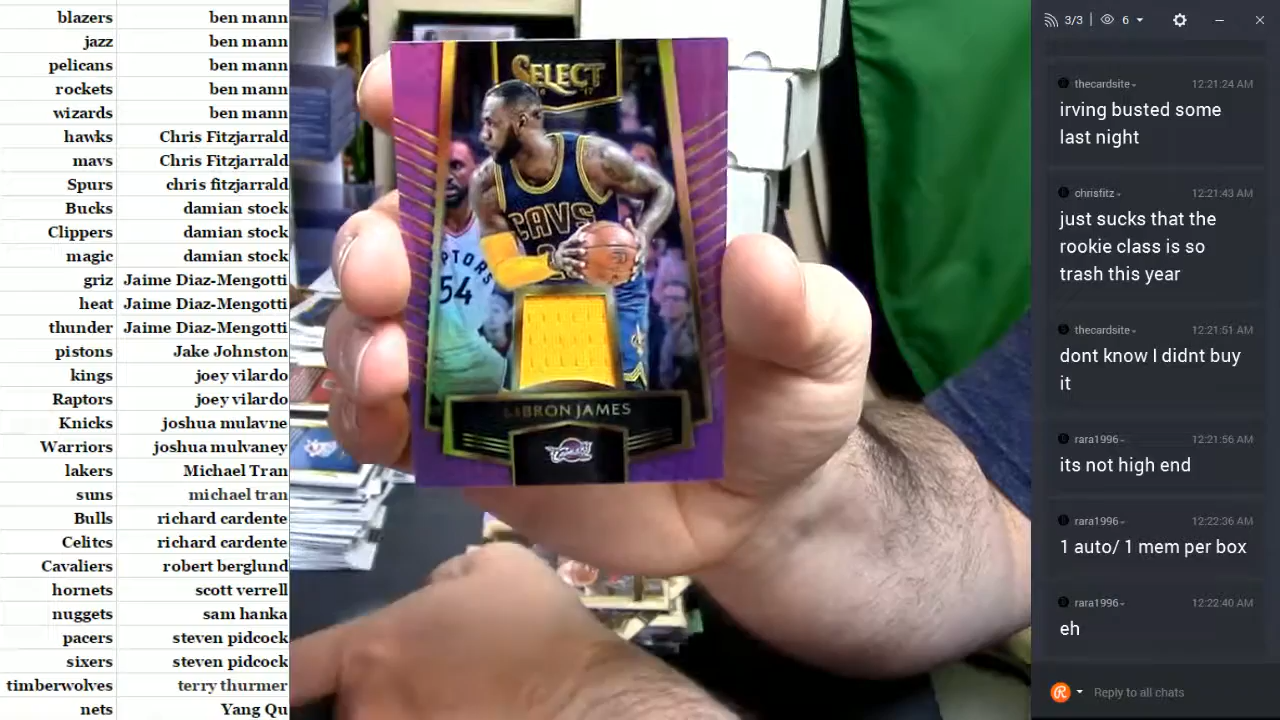 blazers ben mann
jazz ben mann
pelicans ben mann
rockets ben mann
wizards ben mann
hawks Chris Fitzjarrald
mavs Chris Fitzjarrald
Spurs chris fitzjarrald
Bucks damian stock
Clippers damian stock
magic damian stock
griz Jaime Diaz-Mengotti
heat Jaime Diaz-Mengotti
thunder Jaime Diaz-Mengotti
pistons Jake Johnston
kings joey vilardo
Raptors joey vilardo
Knicks joshua mulavne
Warriors joshua mulvaney
lakers Michael Tran
suns michael tran
Bulls richard cardente
Celitcs richard cardente
Cavaliers robert berglund
hornets scott verrell
nuggets sam hanka
pacers steven pidcock
sixers steven pidcock
timberwolves terry thurmer
nets Yang Qu
SELECT
CAVS
PTORS
54
LEBRON JAMES
3/3 6
thecardsite 12:21:24 AM
irving busted some
last night
chrisfitz 12:21:43 AM
just sucks that the
rookie class is so
trash this year
thecardsite 12:21:51 AM
dont know I didnt buy
it
rara1996 12:21:56 AM
its not high end
rara1996 12:22:36 AM
1 auto/ 1 mem per box
rara1996 12:22:40 AM
eh
Reply to all chats